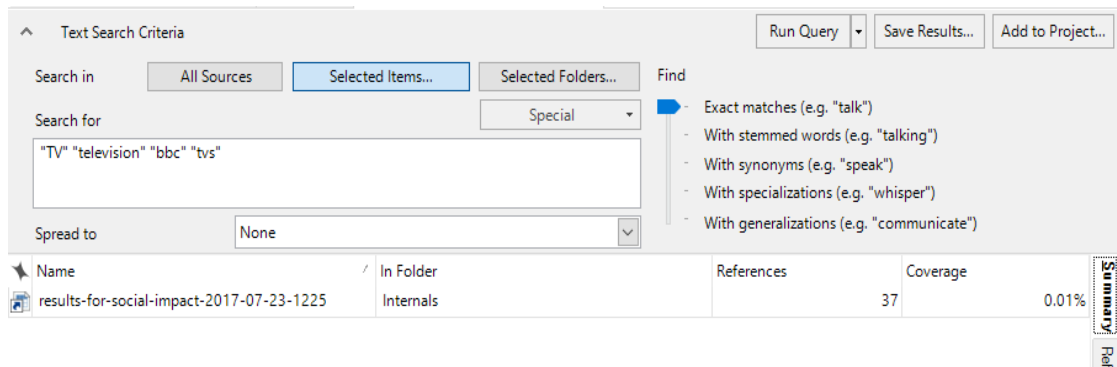 Text Search Criteria
Run Query
Save Results...
Add to Project...
Search in
All Sources
Selected Items...
Selected Folders...
Find
Search for
Special
Exact matches (e.g. "talk")
With stemmed words (e.g. "talking")
With synonyms (e.g. "speak")
With specializations (e.g. "whisper")
With generalizations (e.g. "communicate")
"TV" "television" "bbc" "tvs"
Spread to
None
Name
In Folder
References
Coverage
results-for-social-impact-2017-07-23-1225
Internals
37
0.01%
Summary